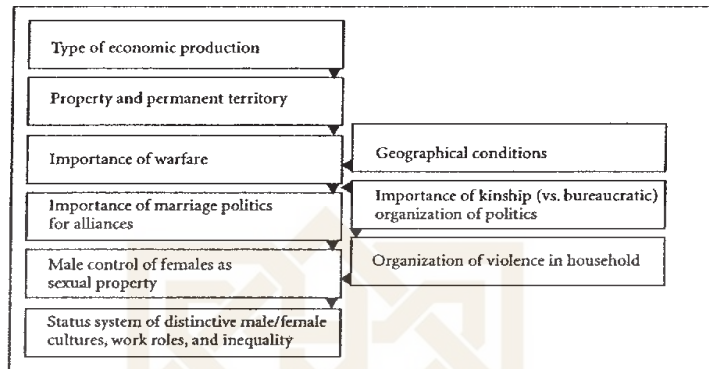 Type of economic production
Property and permanent territory
Importance of warfare
Geographical conditions
Importance of marriage politics
for alliances
Importance of kinship (vs. bureaucratic)
organization of politics
Male control of females as
sexual property
Organization of violence in household
Status system of distinctive male/female
cultures, work roles, and inequality